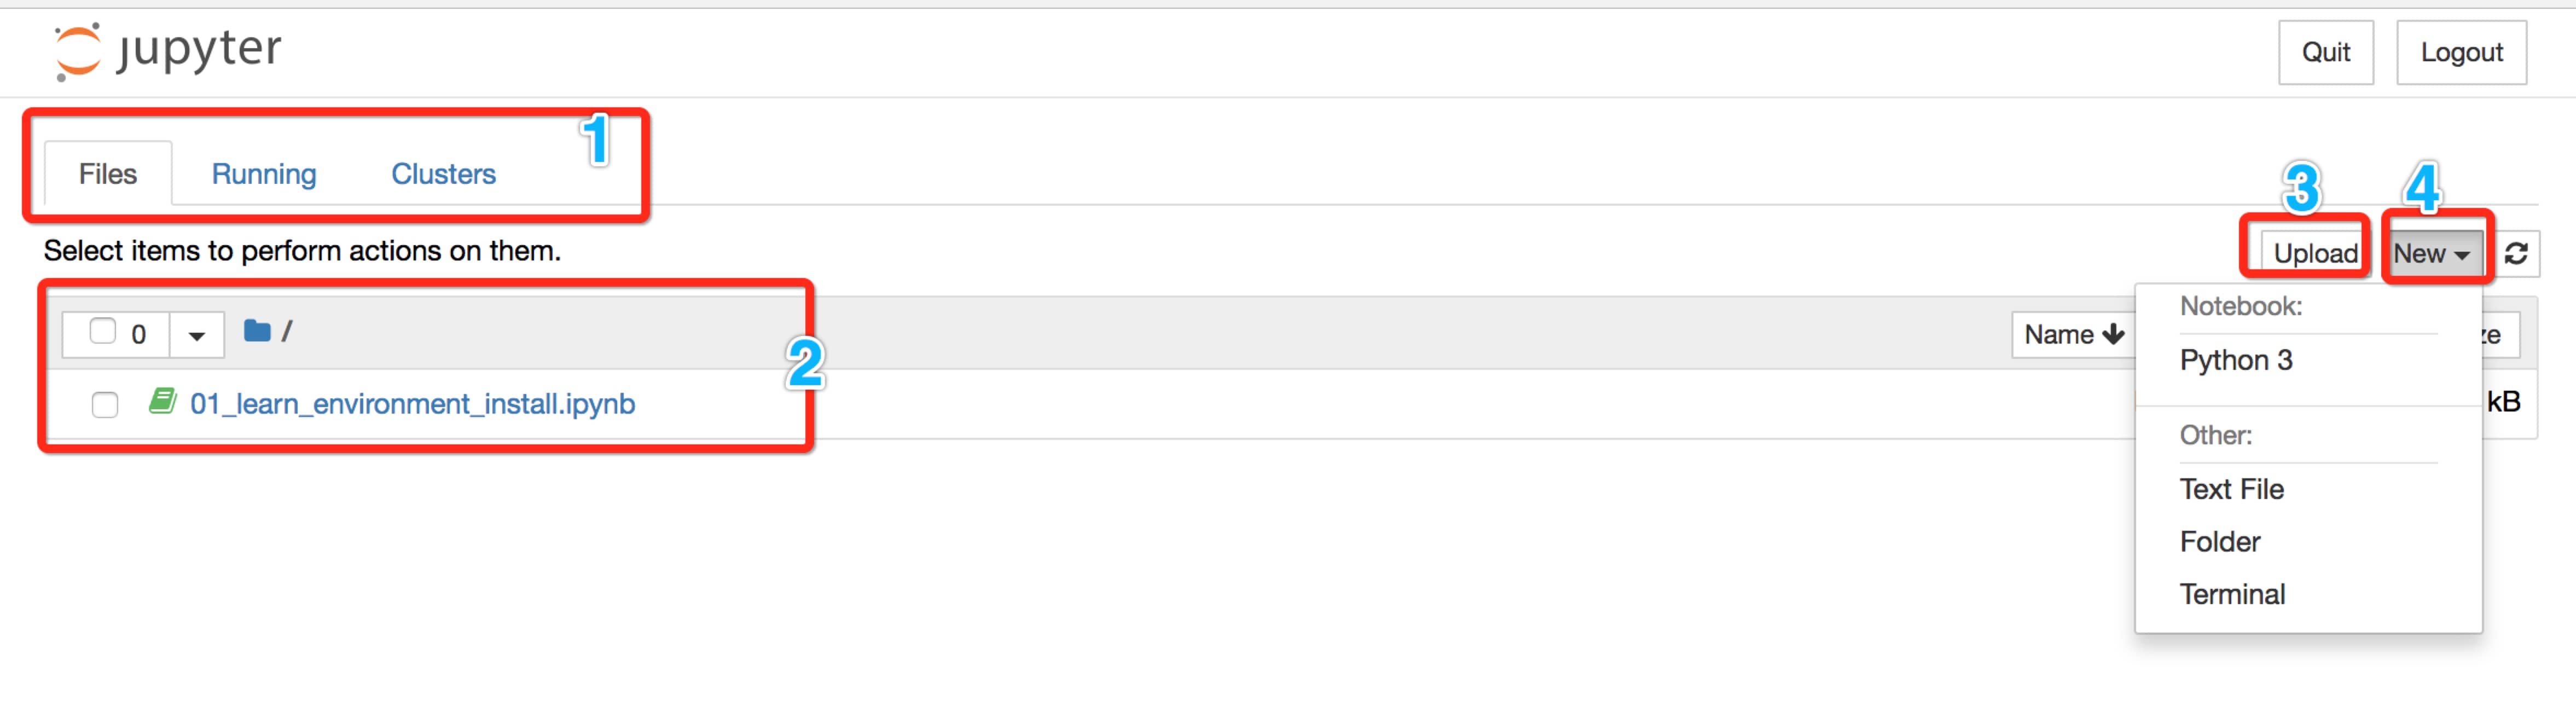 jupyter
Quit
Logout
1
Files
Running
Clusters
3
4
Select items to perform actions on them.
Upload
New
0
/
Name
ze
2
Notebook:
Python 3
01_learn_environment_install.ipynb
kB
Other:
Text File
Folder
Terminal